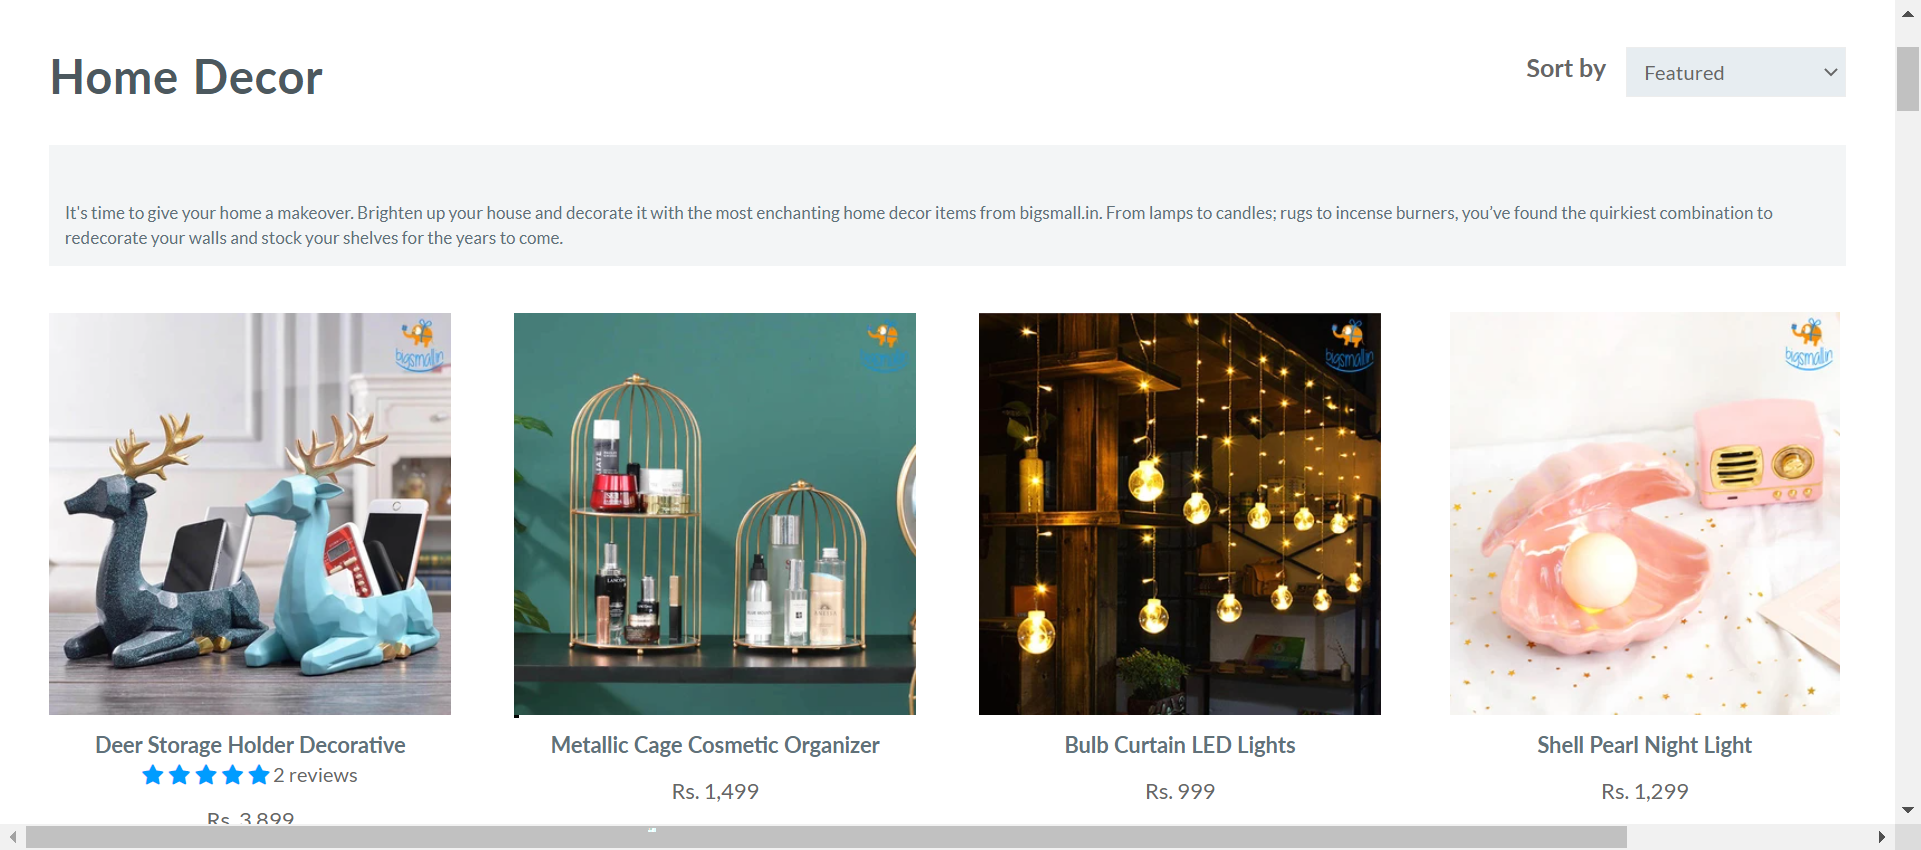 Home Decor
Sort by
Featured
It's time to give your home a makeover. Brighten up your house and decorate it with the most enchanting home decor items from bigsmall.in. From lamps to candles; rugs to incense burners, you’ve found the quirkiest combination to
redecorate your walls and stock your shelves for the years to come.
bigsmall.in
bigsmall.in
bigsmall.in
bigsmall.in
LANCOM
Deer Storage Holder Decorative
2 reviews
Rs. 3,899
Metallic Cage Cosmetic Organizer
Rs. 1,499
Bulb Curtain LED Lights
Rs. 999
Shell Pearl Night Light
Rs. 1,299